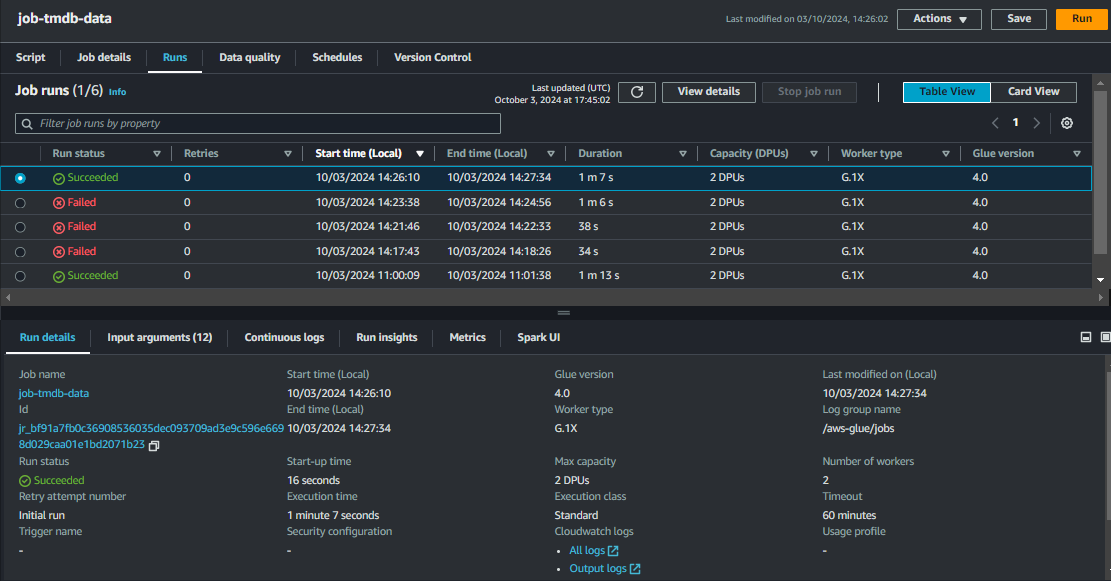 job-tmdb-data Last modified on 03/10/2024, 14:26:02 Actions Save Run
Script Job details Runs Data quality Schedules Version Control
Job runs (1/6) Info Last updated (UTC) October 3, 2024 at 17:45:02 View details Stop job run Table View Card View
Filter job runs by property 1
Run status Retries Start time (Local) End time (Local) Duration Capacity (DPUs) Worker type Glue version
Succeeded 0 10/03/2024 14:26:10 10/03/2024 14:27:34 1 m 7 s 2 DPUs G.1X 4.0
Failed 0 10/03/2024 14:23:38 10/03/2024 14:24:56 1 m 6 s 2 DPUs G.1X 4.0
Failed 0 10/03/2024 14:21:46 10/03/2024 14:22:33 38 s 2 DPUs G.1X 4.0
Failed 0 10/03/2024 14:17:43 10/03/2024 14:18:26 34 s 2 DPUs G.1X 4.0
Succeeded 0 10/03/2024 11:00:09 10/03/2024 11:01:38 1 m 13 s 2 DPUs G.1X 4.0
Run details Input arguments (12) Continuous logs Run insights Metrics Spark UI
Job name Start time (Local) Glue version Last modified on (Local)
job-tmdb-data 10/03/2024 14:26:10 4.0 10/03/2024 14:27:34
Id End time (Local) Worker type Log group name
jr_bf91a7fb0c36908536035dec093709ad3e9c596e669 10/03/2024 14:27:34 G.1X /aws-glue/jobs
8d029caa01e1bd2071b23
Run status Start-up time Max capacity Number of workers
Succeeded 16 seconds 2 DPUs 2
Retry attempt number Execution time Execution class Timeout
Initial run 1 minute 7 seconds Standard 60 minutes
Trigger name Security configuration Cloudwatch logs Usage profile
- - • All logs -
• Output logs